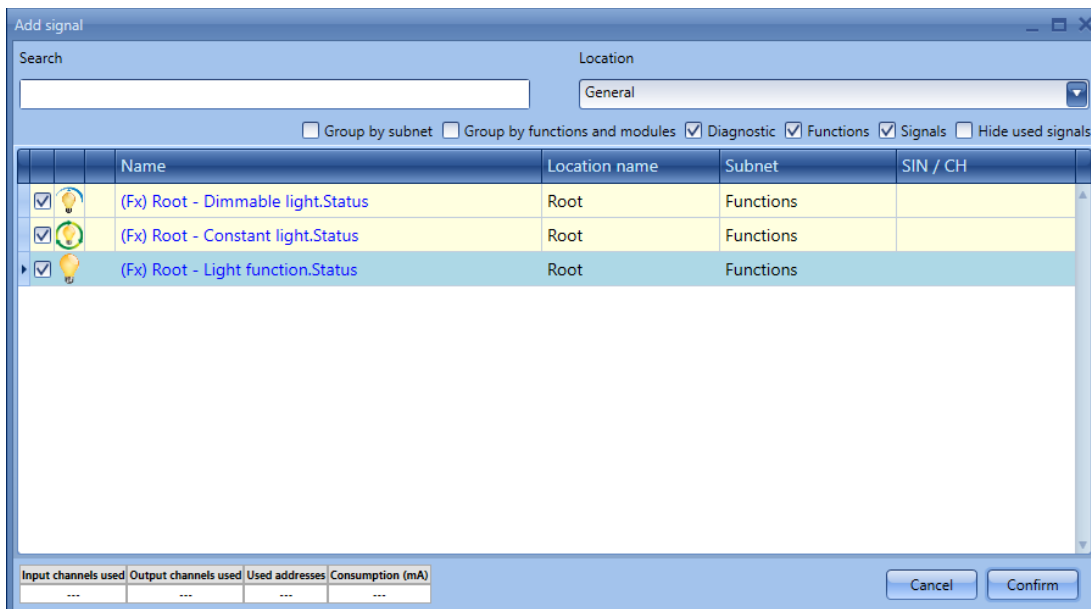 Add signal
Search Location
General
Group by subnet Group by functions and modules Diagnostic Functions Signals Hide used signals
Name Location name Subnet SIN / CH
(Fx) Root - Dimmable light.Status Root Functions
(Fx) Root - Constant light.Status Root Functions
(Fx) Root - Light function.Status Root Functions
Input channels used Output channels used Used addresses Consumption (mA)
--- --- --- ---
Cancel Confirm